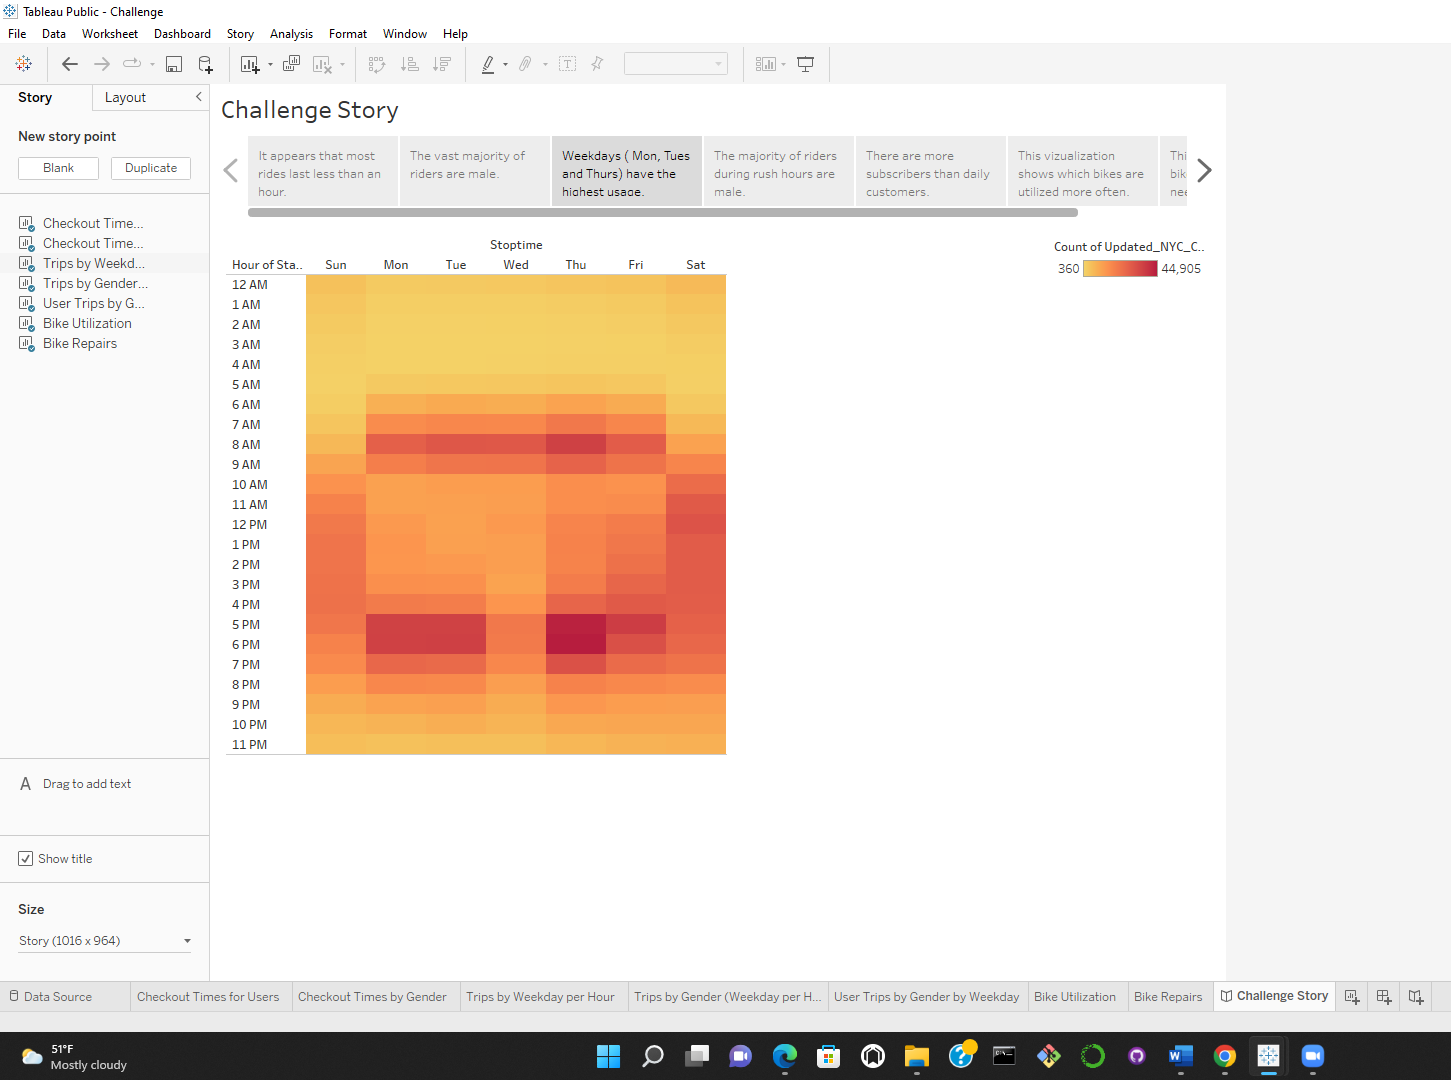 Tableau Public - Challenge
File Data Worksheet Dashboard Story Analysis Format Window Help
Story Layout
New story point
Blank Duplicate
Checkout Time...
Checkout Time...
Trips by Weekd...
Trips by Gender...
User Trips by G...
Bike Utilization
Bike Repairs
A Drag to add text
Show title
Size
Story (1016 x 964)
Challenge Story
It appears that most
rides last less than an
hour.
The vast majority of
riders are male.
Weekdays ( Mon, Tues
and Thurs) have the
highest usage.
The majority of riders
during rush hours are
male.
There are more
subscribers than daily
customers.
This vizualization
shows which bikes are
utilized more often.
Thi
bik
nee
Stoptime
Hour of Sta.. Sun Mon Tue Wed Thu Fri Sat
12 AM
1 AM
2 AM
3 AM
4 AM
5 AM
6 AM
7 AM
8 AM
9 AM
10 AM
11 AM
12 PM
1 PM
2 PM
3 PM
4 PM
5 PM
6 PM
7 PM
8 PM
9 PM
10 PM
11 PM
Count of Updated_NYC_C..
360 44,905
Data Source Checkout Times for Users Checkout Times by Gender Trips by Weekday per Hour Trips by Gender (Weekday per H... User Trips by Gender by Weekday Bike Utilization Bike Repairs Challenge Story
51°F
Mostly cloudy